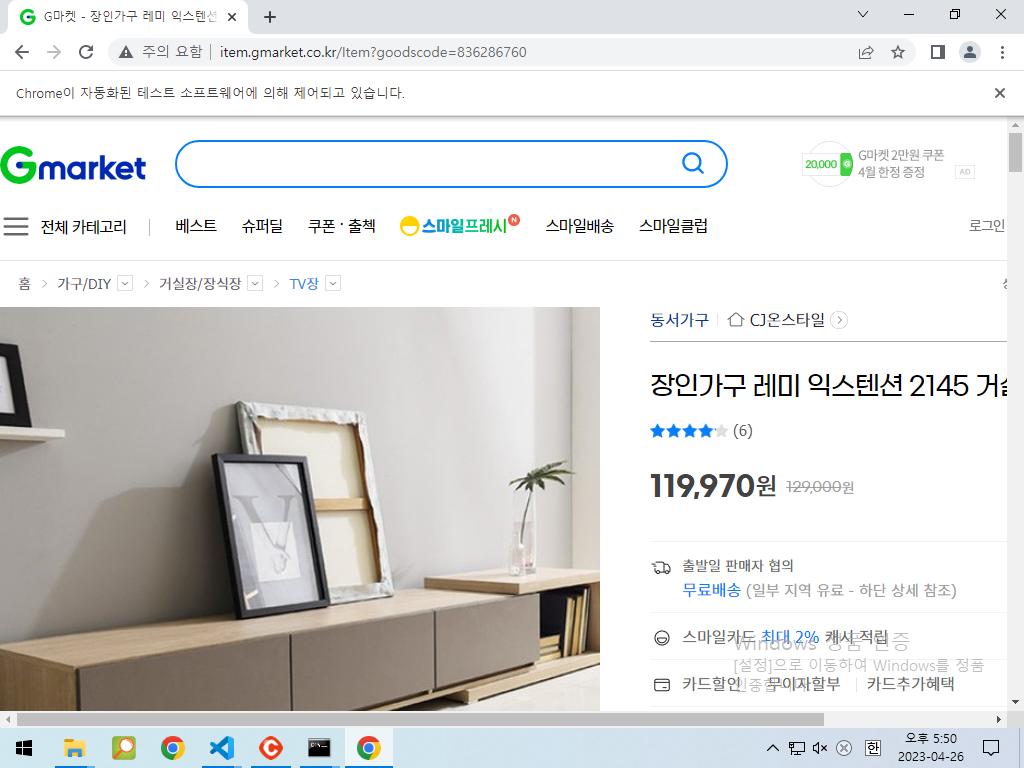 G마켓 - 장인가구 레미 익스텐션
주의 요함 item.gmarket.co.kr/Item?goodscode=836286760
Chrome이 자동화된 테스트 소프트웨어에 의해 제어되고 있습니다.
Gmarket
20,000 G
G마켓 2만원 쿠폰
4월 한정 증정
AD
전체 카테고리 베스트 슈퍼딜 쿠폰·출첵 스마일프레시 N 스마일배송 스마일클럽 로그인
홈 > 가구/DIY > 거실장/장식장 > TV장
동서가구 CJ온스타일
장인가구 레미 익스텐션 2145
(6)
119,970원 129,000원
출발일 판매자 협의
무료배송 (일부 지역 유료 - 하단 상세 참조)
스마일카드 최대 2% 캐시 적립
Windows 정품 인증
[설정]으로 이동하여 Windows를 정품
카드할인 무이자할부 카드추가혜택
V
한
오후 5:50
2023-04-26